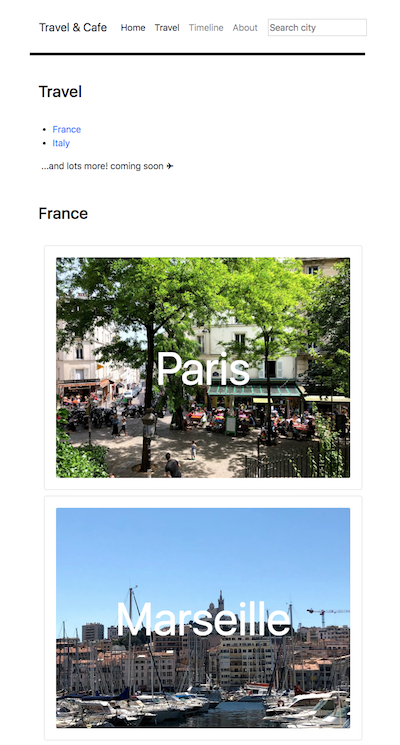 Travel & Cafe Home Travel Timeline About Search city
Travel
France
Italy
...and lots more! coming soon ✈
France
Paris
Marseille